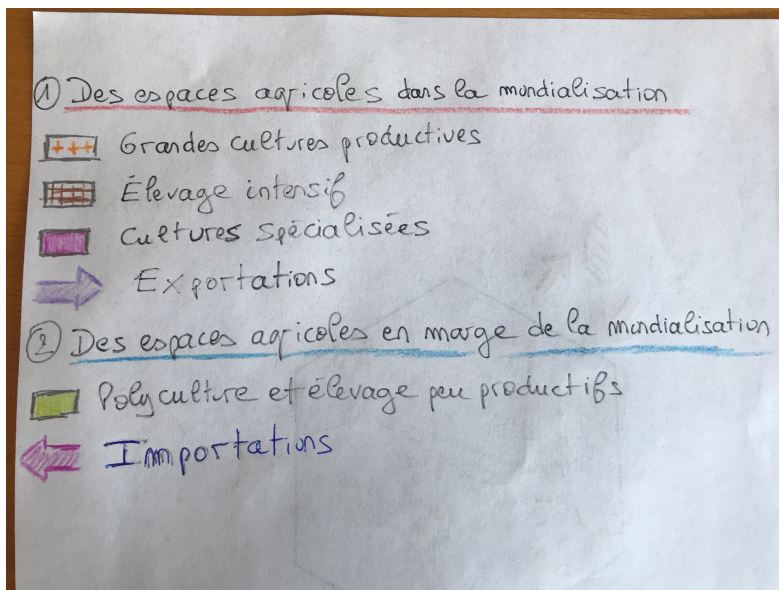 ① Des espaces agricoles dans la mondialisation
+++ Grandes cultures productives
Élevage intensif
Cultures spécialisées
Exportations
② Des espaces agricoles en marge de la mondialisation
Polyculture et élevage peu productifs
Importations